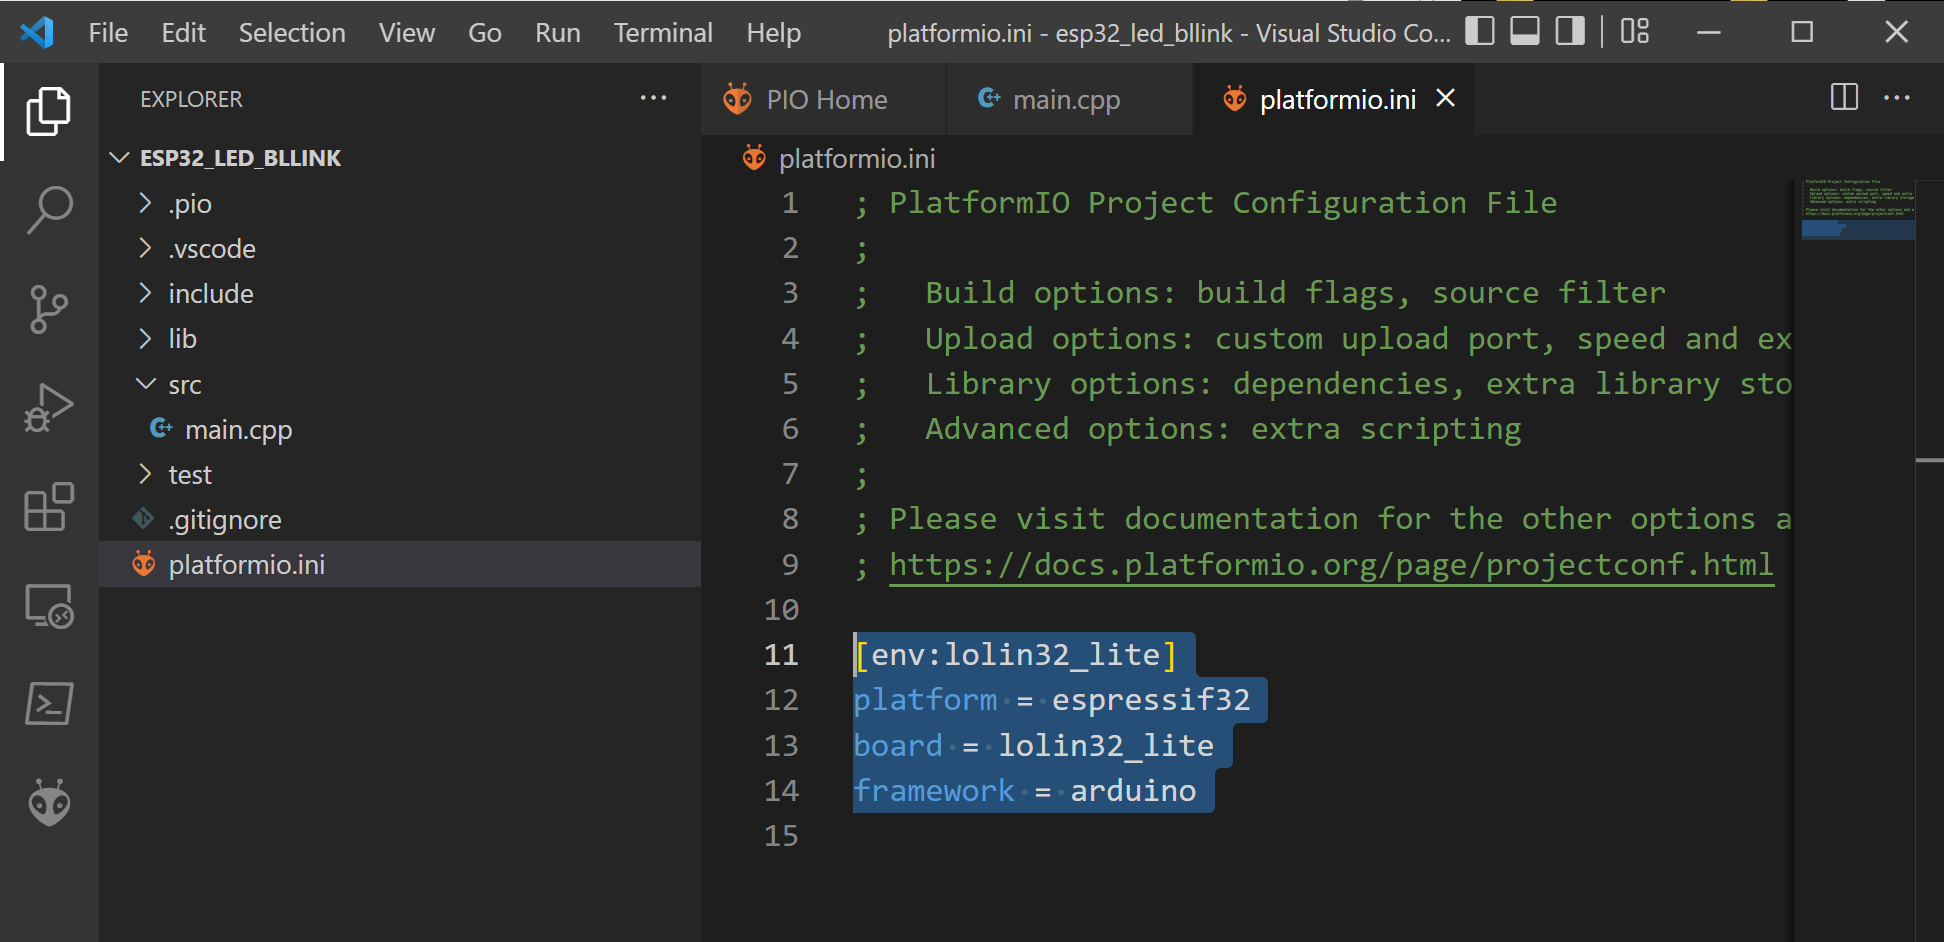 File Edit Selection View Go Run Terminal Help platformio.ini - esp32_led_bllink - Visual Studio Co...
EXPLORER
ESP32_LED_BLLINK
.pio
.vscode
include
lib
src
main.cpp
test
.gitignore
platformio.ini
PIO Home main.cpp platformio.ini
platformio.ini
1 ; PlatformIO Project Configuration File
2 ;
3 ;   Build options: build flags, source filter
4 ;   Upload options: custom upload port, speed and ex
5 ;   Library options: dependencies, extra library sto
6 ;   Advanced options: extra scripting
7 ;
8 ; Please visit documentation for the other options a
9 ; https://docs.platformio.org/page/projectconf.html
10
11 [env:lolin32_lite]
12 platform = espressif32
13 board = lolin32_lite
14 framework = arduino
15